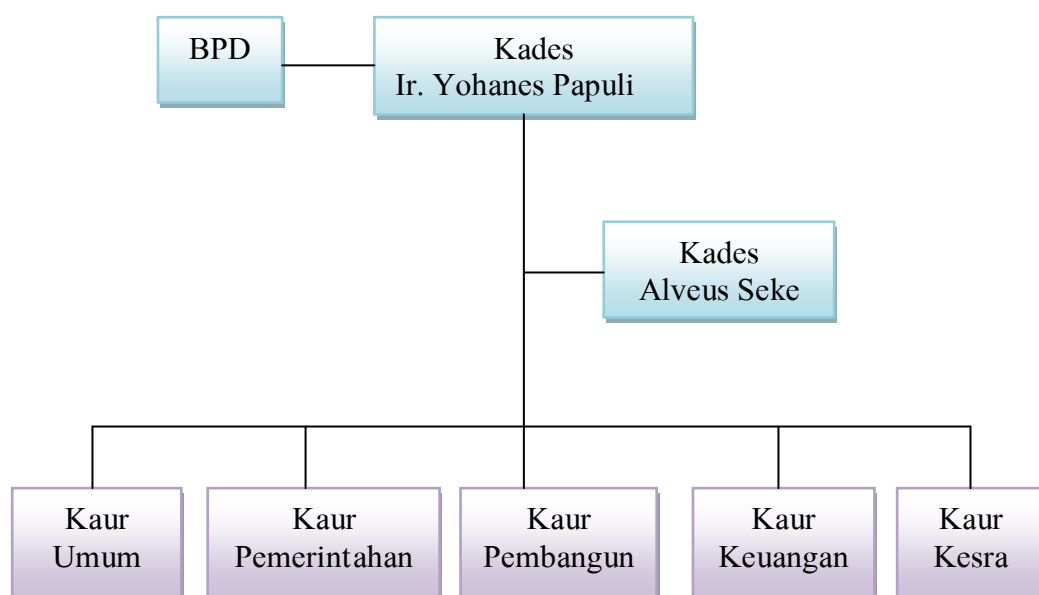 BPD
Kades
Ir. Yohanes Papuli
Kades
Alveus Seke
Kaur
Umum
Kaur
Pemerintahan
Kaur
Pembangun
Kaur
Keuangan
Kaur
Kesra